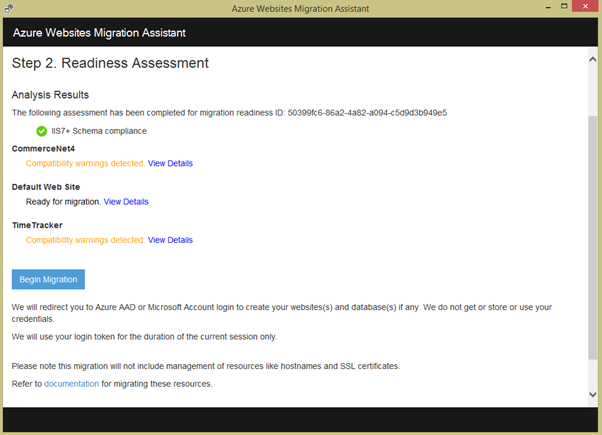 Azure Websites Migration Assistant
Azure Websites Migration Assistant
Step 2. Readiness Assessment
Analysis Results
The following assessment has been completed for migration readiness ID: 50399fc6-86a2-4a82-a094-c5d9d3b949e5
IIS7+ Schema compliance
CommerceNet4
Compatibility warnings detected. View Details
Default Web Site
Ready for migration. View Details
TimeTracker
Compatibility warnings detected. View Details
Begin Migration
We will redirect you to Azure AAD or Microsoft Account login to create your websites(s) and database(s) if any. We do not get or store or use your
credentials.
We will use your login token for the duration of the current session only.
Please note this migration will not include management of resources like hostnames and SSL certificates.
Refer to documentation for migrating these resources.